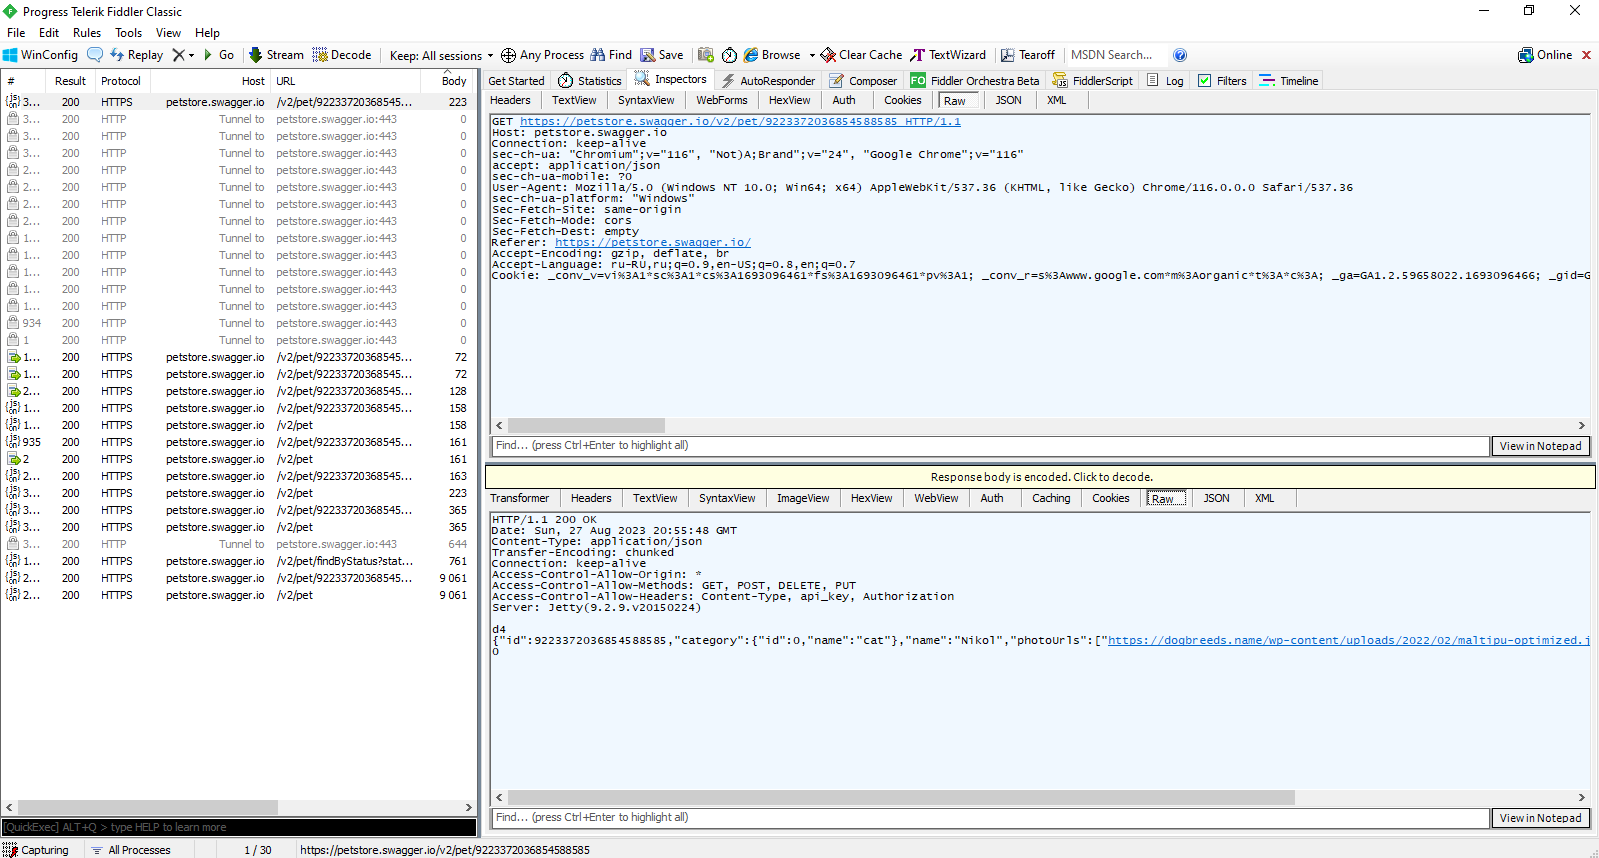 Progress Telerik Fiddler Classic
File Edit Rules Tools View Help
WinConfig Replay Go Stream Decode Keep: All sessions Any Process Find Save Browse Clear Cache TextWizard Tearoff MSDN Search... Online
# Result Protocol Host URL Body
3... 200 HTTPS petstore.swagger.io /v2/pet/92233720368545... 223
3... 200 HTTP Tunnel to petstore.swagger.io:443 0
3... 200 HTTP Tunnel to petstore.swagger.io:443 0
3... 200 HTTP Tunnel to petstore.swagger.io:443 0
2... 200 HTTP Tunnel to petstore.swagger.io:443 0
2... 200 HTTP Tunnel to petstore.swagger.io:443 0
2... 200 HTTP Tunnel to petstore.swagger.io:443 0
2... 200 HTTP Tunnel to petstore.swagger.io:443 0
1... 200 HTTP Tunnel to petstore.swagger.io:443 0
1... 200 HTTP Tunnel to petstore.swagger.io:443 0
1... 200 HTTP Tunnel to petstore.swagger.io:443 0
1... 200 HTTP Tunnel to petstore.swagger.io:443 0
1... 200 HTTP Tunnel to petstore.swagger.io:443 0
934 200 HTTP Tunnel to petstore.swagger.io:443 0
1 200 HTTP Tunnel to petstore.swagger.io:443 0
1... 200 HTTPS petstore.swagger.io /v2/pet/92233720368545... 72
1... 200 HTTPS petstore.swagger.io /v2/pet/92233720368545... 72
2... 200 HTTPS petstore.swagger.io /v2/pet/92233720368545... 128
1... 200 HTTPS petstore.swagger.io /v2/pet/92233720368545... 158
1... 200 HTTPS petstore.swagger.io /v2/pet 158
935 200 HTTPS petstore.swagger.io /v2/pet/92233720368545... 161
2 200 HTTPS petstore.swagger.io /v2/pet 161
2... 200 HTTPS petstore.swagger.io /v2/pet/92233720368545... 163
3... 200 HTTPS petstore.swagger.io /v2/pet 223
3... 200 HTTPS petstore.swagger.io /v2/pet/92233720368545... 365
3... 200 HTTPS petstore.swagger.io /v2/pet 365
3... 200 HTTP Tunnel to petstore.swagger.io:443 644
1... 200 HTTPS petstore.swagger.io /v2/pet/findByStatus?stat... 761
2... 200 HTTPS petstore.swagger.io /v2/pet/92233720368545... 9 061
2... 200 HTTPS petstore.swagger.io /v2/pet 9 061
[QuickExec] ALT+Q > type HELP to learn more
Get Started Statistics Inspectors AutoResponder Composer FO Fiddler Orchestra Beta FiddlerScript Log Filters Timeline
Headers TextView SyntaxView WebForms HexView Auth Cookies Raw JSON XML
GET https://petstore.swagger.io/v2/pet/9223372036854588585 HTTP/1.1
Host: petstore.swagger.io
Connection: keep-alive
sec-ch-ua: "Chromium";v="116", "Not)A;Brand";v="24", "Google Chrome";v="116"
accept: application/json
sec-ch-ua-mobile: ?0
User-Agent: Mozilla/5.0 (Windows NT 10.0; Win64; x64) AppleWebKit/537.36 (KHTML, like Gecko) Chrome/116.0.0.0 Safari/537.36
sec-ch-ua-platform: "Windows"
Sec-Fetch-Site: same-origin
Sec-Fetch-Mode: cors
Sec-Fetch-Dest: empty
Referer: https://petstore.swagger.io/
Accept-Encoding: gzip, deflate, br
Accept-Language: ru-RU,ru;q=0.9,en-US;q=0.8,en;q=0.7
Cookie: _conv_v=vi%3A1*sc%3A1*cs%3A1693096461*fs%3A1693096461*pv%3A1; _conv_r=s%3Awww.google.com*m%3Aorganic*t%3A*c%3A; _ga=GA1.2.59658022.1693096466; _gid=G
Find... (press Ctrl+Enter to highlight all) View in Notepad
Response body is encoded. Click to decode.
Transformer Headers TextView SyntaxView ImageView HexView WebView Auth Caching Cookies Raw JSON XML
HTTP/1.1 200 OK
Date: Sun, 27 Aug 2023 20:55:48 GMT
Content-Type: application/json
Transfer-Encoding: chunked
Connection: keep-alive
Access-Control-Allow-Origin: *
Access-Control-Allow-Methods: GET, POST, DELETE, PUT
Access-Control-Allow-Headers: Content-Type, api_key, Authorization
Server: Jetty(9.2.9.v20150224)
d4
{"id":9223372036854588585,"category":{"id":0,"name":"cat"},"name":"Nikol","photoUrls":["https://dogbreeds.name/wp-content/uploads/2022/02/maltipu-optimized.j
0
Find... (press Ctrl+Enter to highlight all) View in Notepad
Capturing All Processes 1 / 30 https://petstore.swagger.io/v2/pet/9223372036854588585